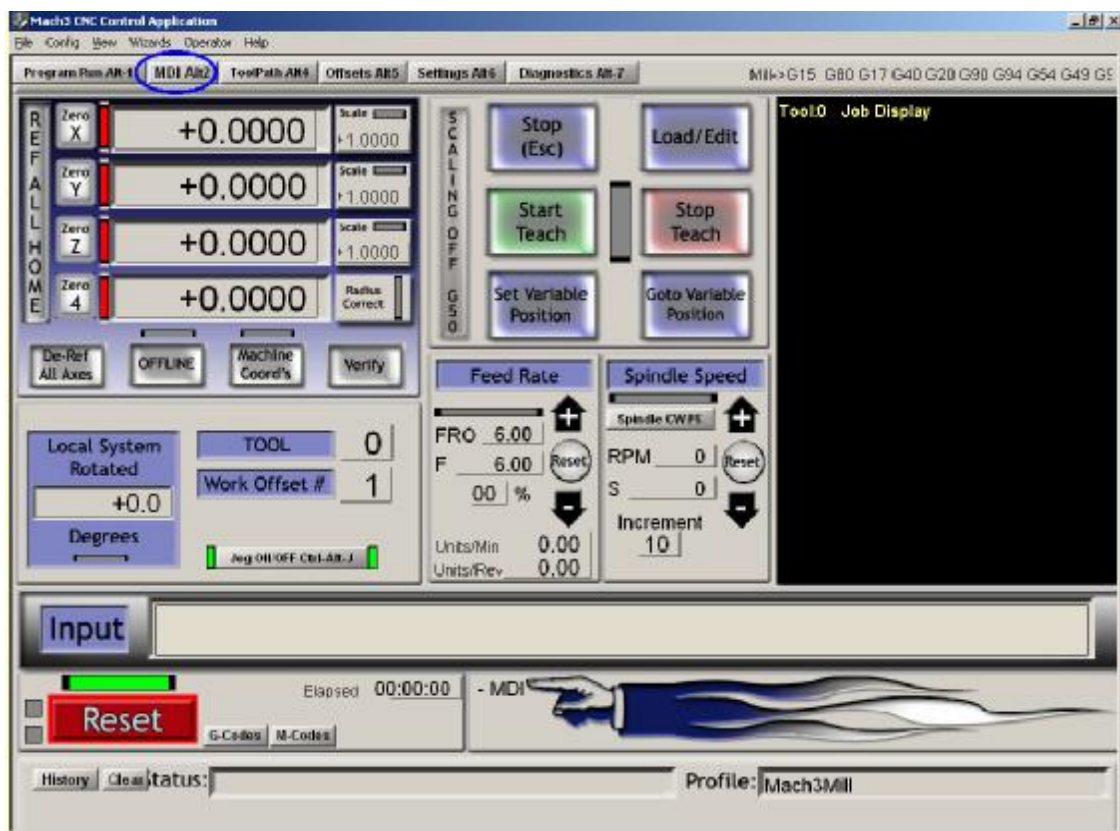 Mach3 CNC Control Application
File Config View Wizards Operator Help
Program Run Alt-1 MDI Alt2 ToolPath Alt4 Offsets Alt5 Settings Alt6 Diagnostics Alt-7 Mill->G15 G80 G17 G40 G20 G90 G94 G54 G49 G9
REF ALL HOME
Zero X +0.0000 Scale +1.0000
Zero Y +0.0000 Scale +1.0000
Zero Z +0.0000 Scale +1.0000
Zero 4 +0.0000 Radius Correct
De-Ref All Axes OFFLINE Machine Coord's Verify
SCALING OFF G50
Stop (Esc) Load/Edit
Start Teach Stop Teach
Set Variable Position Goto Variable Position
Tool:0 Job Display
Local System Rotated
+0.0
Degrees
TOOL 0
Work Offset # 1
Jog ON/OFF Ctrl-Alt-J
Feed Rate
FRO 6.00
F 6.00 Reset
00 %
Units/Min 0.00
Units/Rev 0.00
Spindle Speed
Spindle CW F5
RPM 0 Reset
S 0
Increment
10
Input
Reset
Elapsed 00:00:00
G-Codes M-Codes
- MDI
History Clear Status: Profile: Mach3Mill